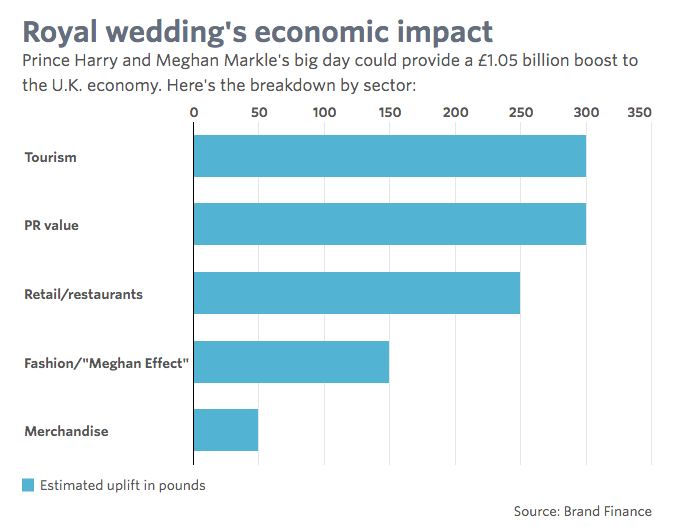 Royal wedding's economic impact
Prince Harry and Meghan Markle's big day could provide a £1.05 billion boost to
the U.K. economy. Here's the breakdown by sector:
0 50 100 150 200 250 300 350
Tourism
PR value
Retail/restaurants
Fashion/"Meghan Effect"
Merchandise
Estimated uplift in pounds
Source: Brand Finance